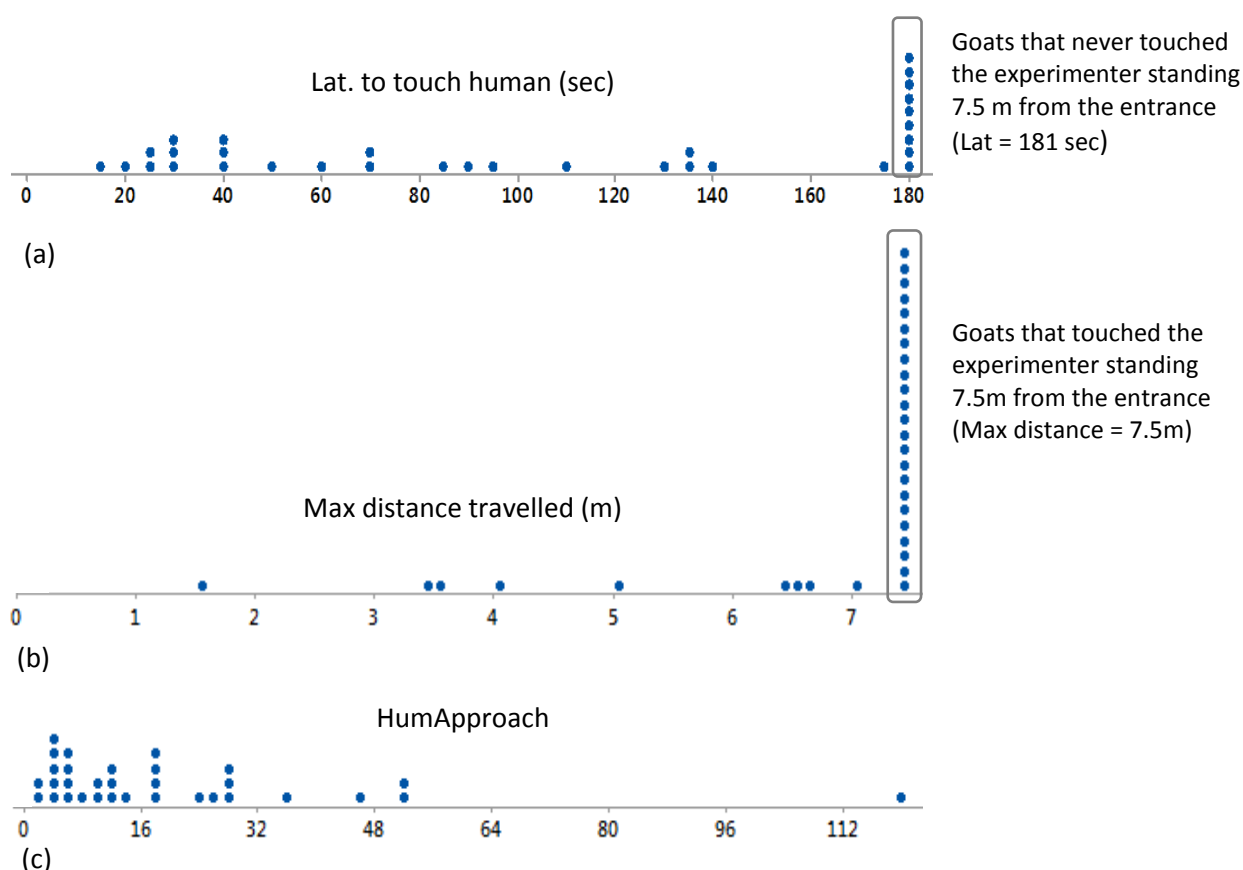 Lat. to touch human (sec)
Goats that never touched
the experimenter standing
7.5 m from the entrance
(Lat = 181 sec)
0 20 40 60 80 100 120 140 160 180
(a)
Goats that touched the
experimenter standing
7.5m from the entrance
(Max distance = 7.5m)
Max distance travelled (m)
0 1 2 3 4 5 6 7
(b)
HumApproach
0 16 32 48 64 80 96 112
(c)